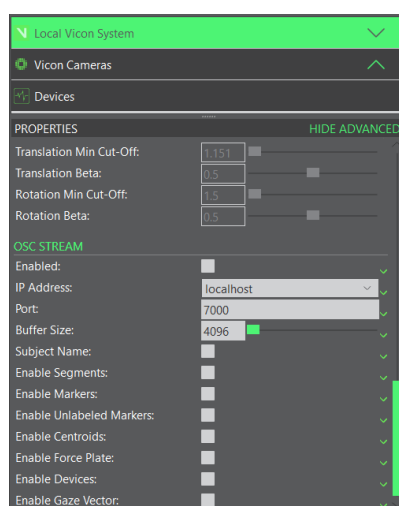 Local Vicon System
Vicon Cameras
Devices
PROPERTIES HIDE ADVANCED
Translation Min Cut-Off: 1.151
Translation Beta: 0.5
Rotation Min Cut-Off: 1.5
Rotation Beta: 0.5
OSC STREAM
Enabled:
IP Address: localhost
Port: 7000
Buffer Size: 4096
Subject Name:
Enable Segments:
Enable Markers:
Enable Unlabeled Markers:
Enable Centroids:
Enable Force Plate:
Enable Devices:
Enable Gaze Vector: